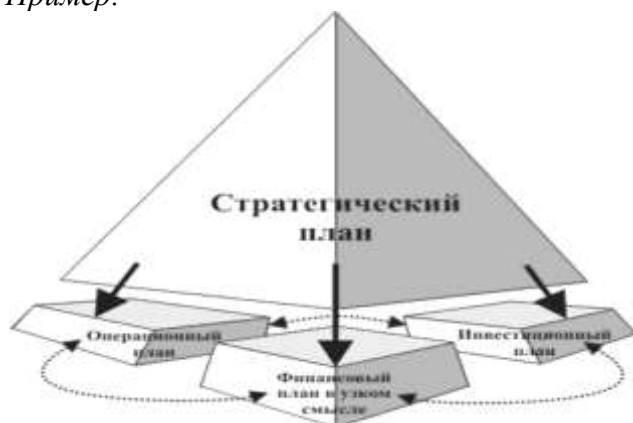 Пример:
Стратегический
план
Операционный
план
Инвестиционный
план
Финансовый
план в узком
смысле